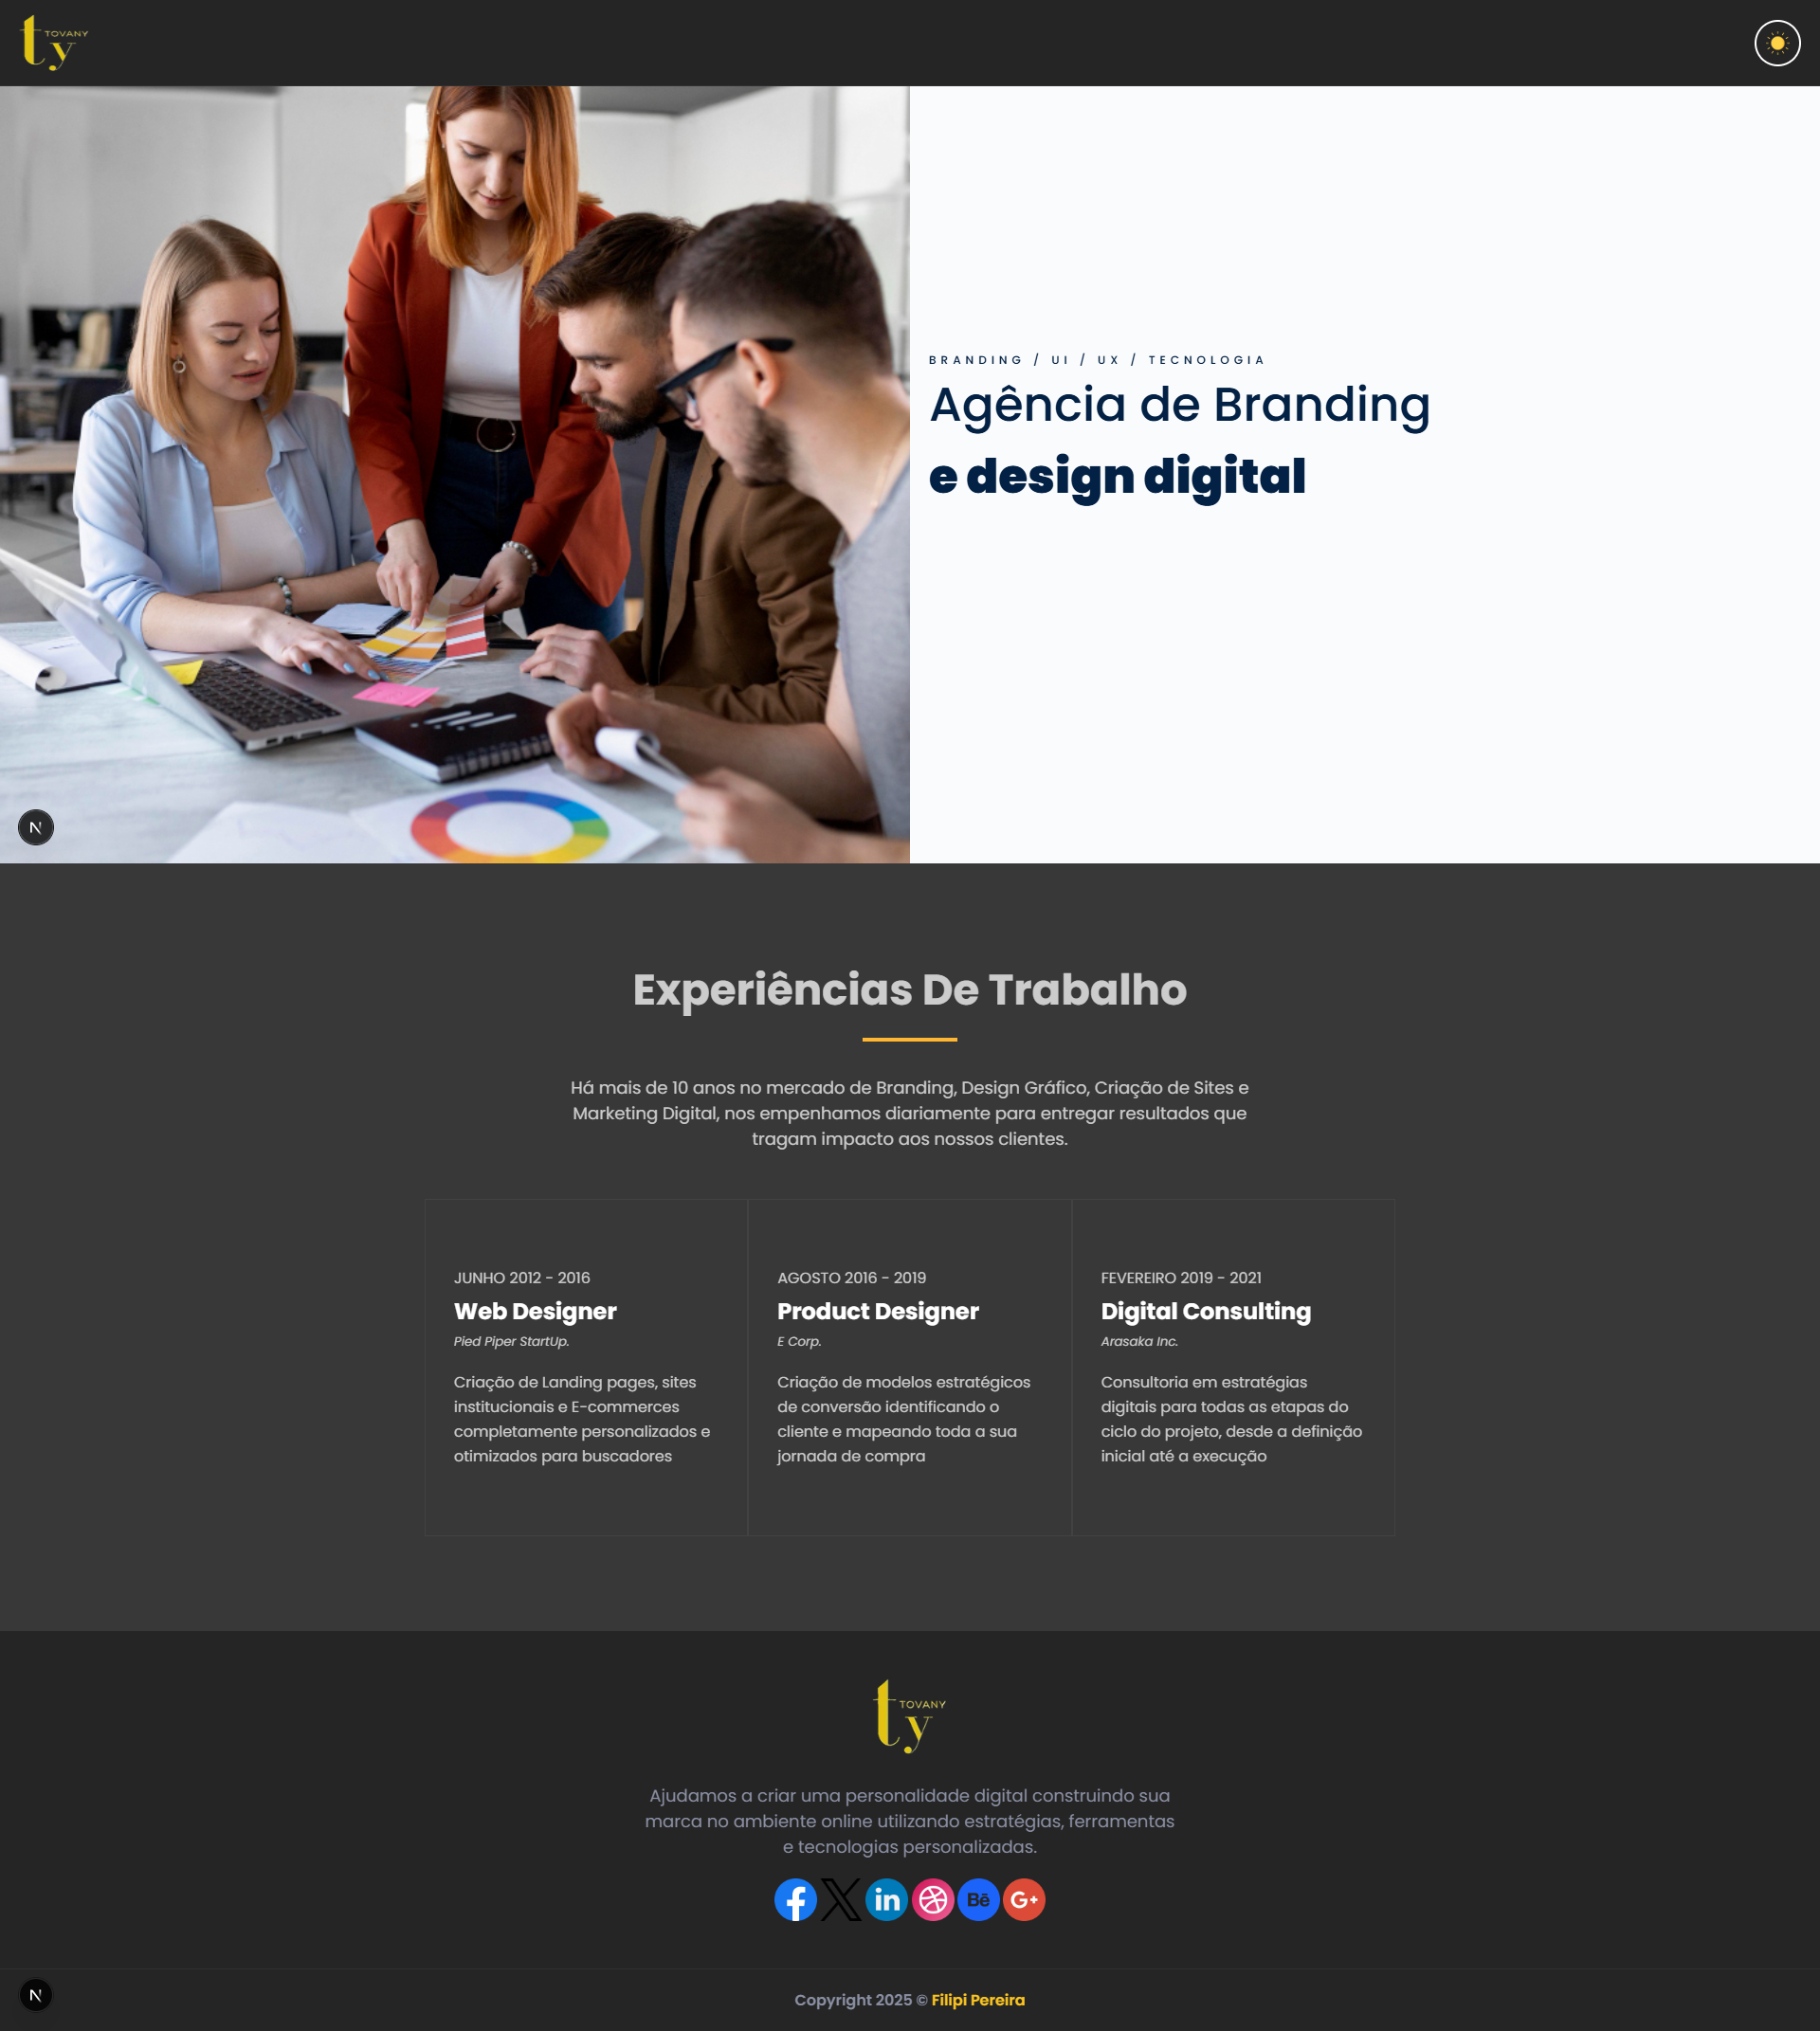 ty TOVANY
BRANDING / UI / UX / TECNOLOGIA
Agência de Branding
e design digital
N
Experiências De Trabalho
Há mais de 10 anos no mercado de Branding, Design Gráfico, Criação de Sites e
Marketing Digital, nos empenhamos diariamente para entregar resultados que
tragam impacto aos nossos clientes.
JUNHO 2012 - 2016
Web Designer
Pied Piper StartUp.
Criação de Landing pages, sites
institucionais e E-commerces
completamente personalizados e
otimizados para buscadores
AGOSTO 2016 - 2019
Product Designer
E Corp.
Criação de modelos estratégicos
de conversão identificando o
cliente e mapeando toda a sua
jornada de compra
FEVEREIRO 2019 - 2021
Digital Consulting
Arasaka Inc.
Consultoria em estratégias
digitais para todas as etapas do
ciclo do projeto, desde a definição
inicial até a execução
ty TOVANY
Ajudamos a criar uma personalidade digital construindo sua
marca no ambiente online utilizando estratégias, ferramentas
e tecnologias personalizadas.
f X in Bē G+
N
Copyright 2025 © Filipi Pereira